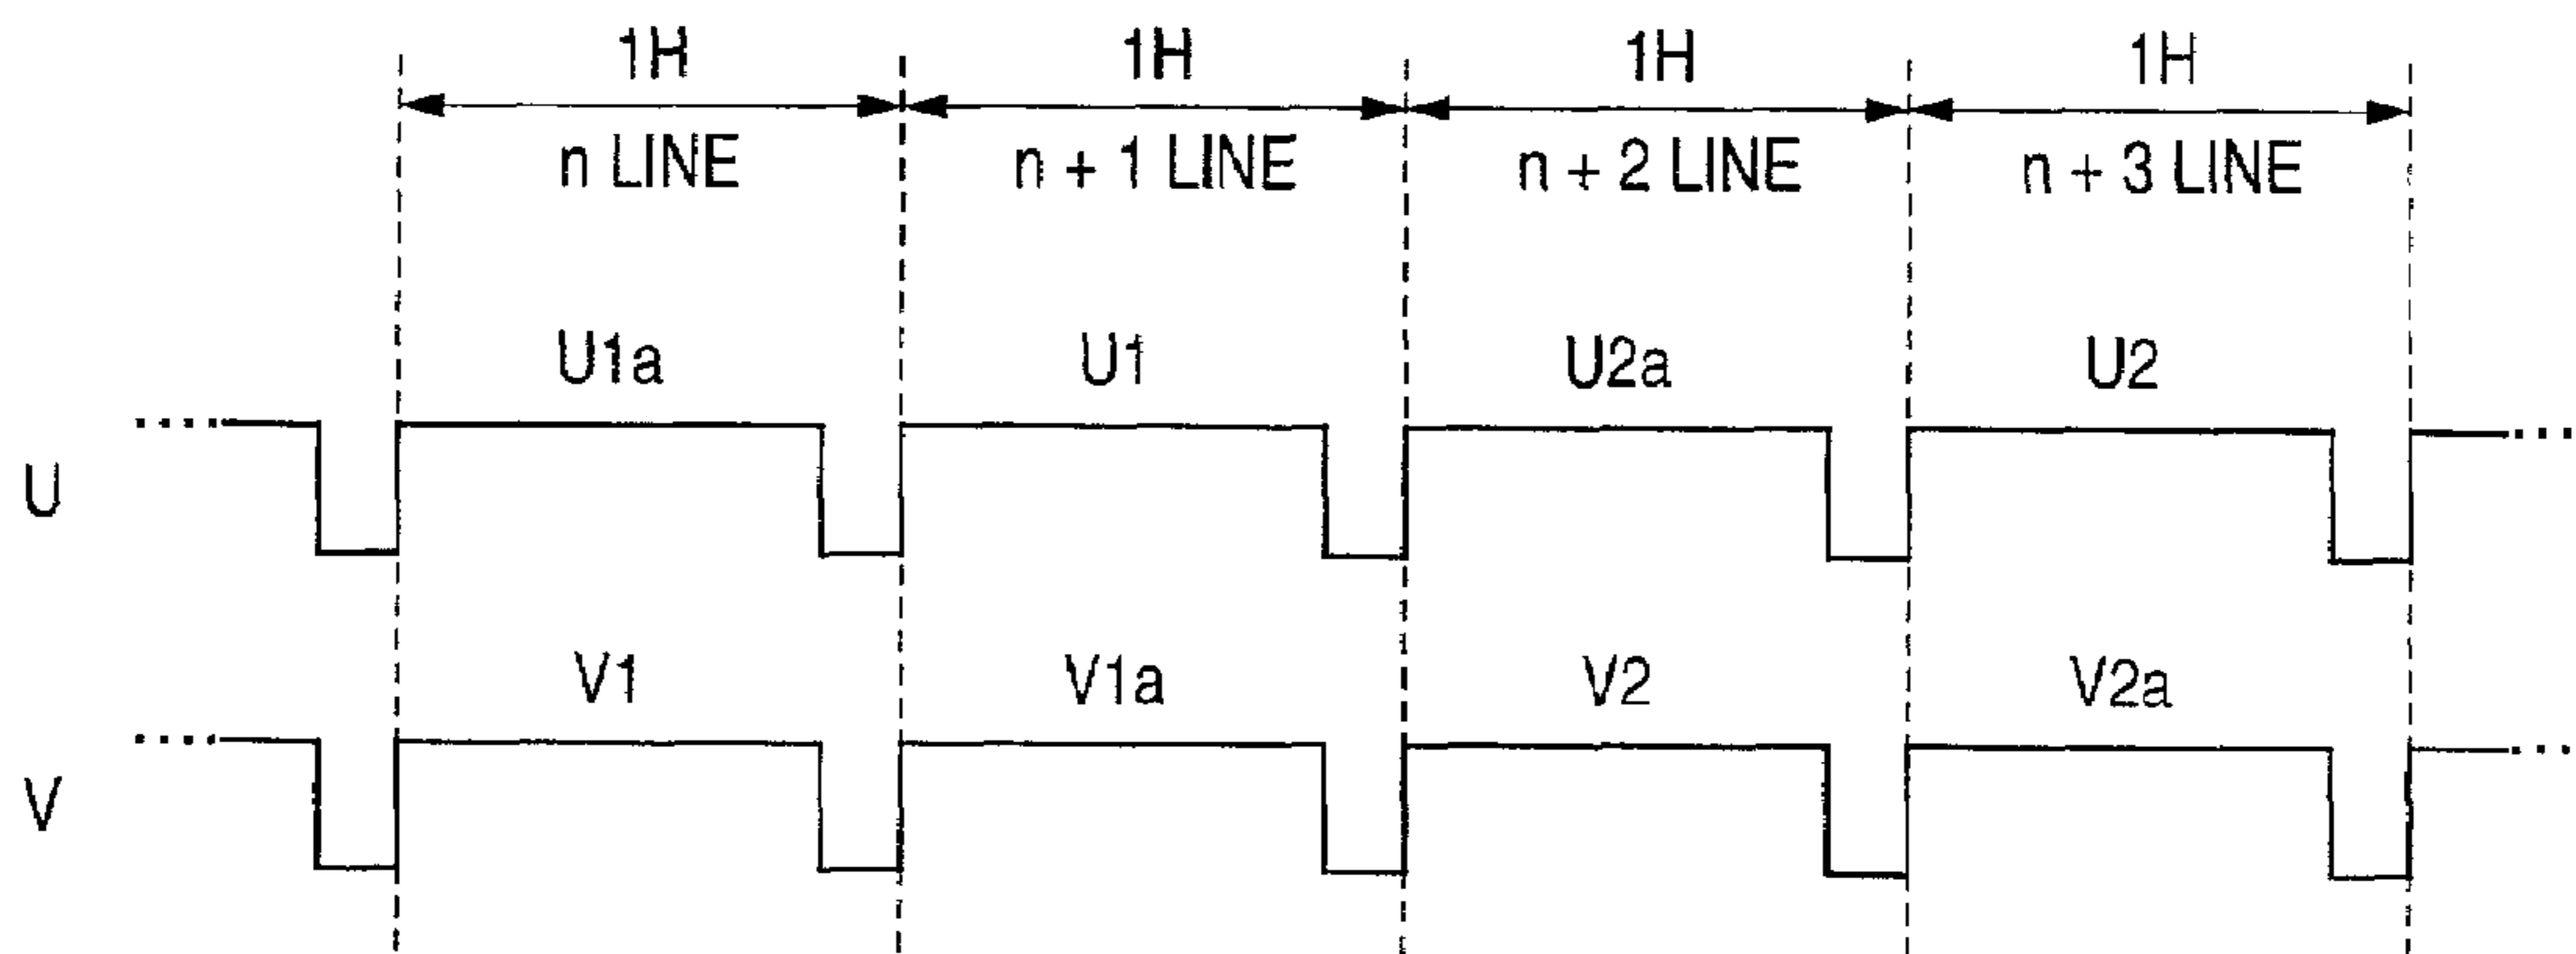 1H 1H 1H 1H
n LINE n + 1 LINE n + 2 LINE n + 3 LINE
U1a U1 U2a U2
U
V1 V1a V2 V2a
V